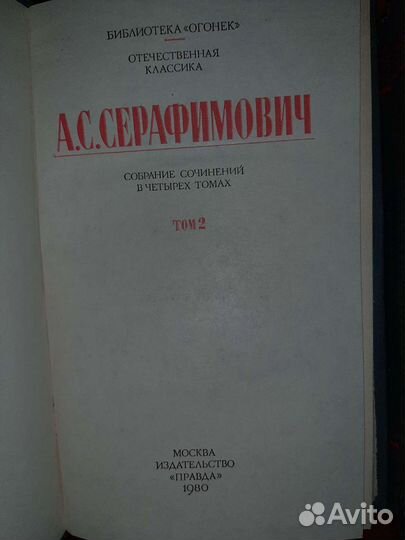 БИБЛИОТЕКА «ОГОНЕК»
ОТЕЧЕСТВЕННАЯ
КЛАССИКА
А.С.СЕРАФИМОВИЧ
СОБРАНИЕ СОЧИНЕНИЙ
В ЧЕТЫРЕХ ТОМАХ
ТОМ 2
МОСКВА
ИЗДАТЕЛЬСТВО
«ПРАВДА»
1980
Avito